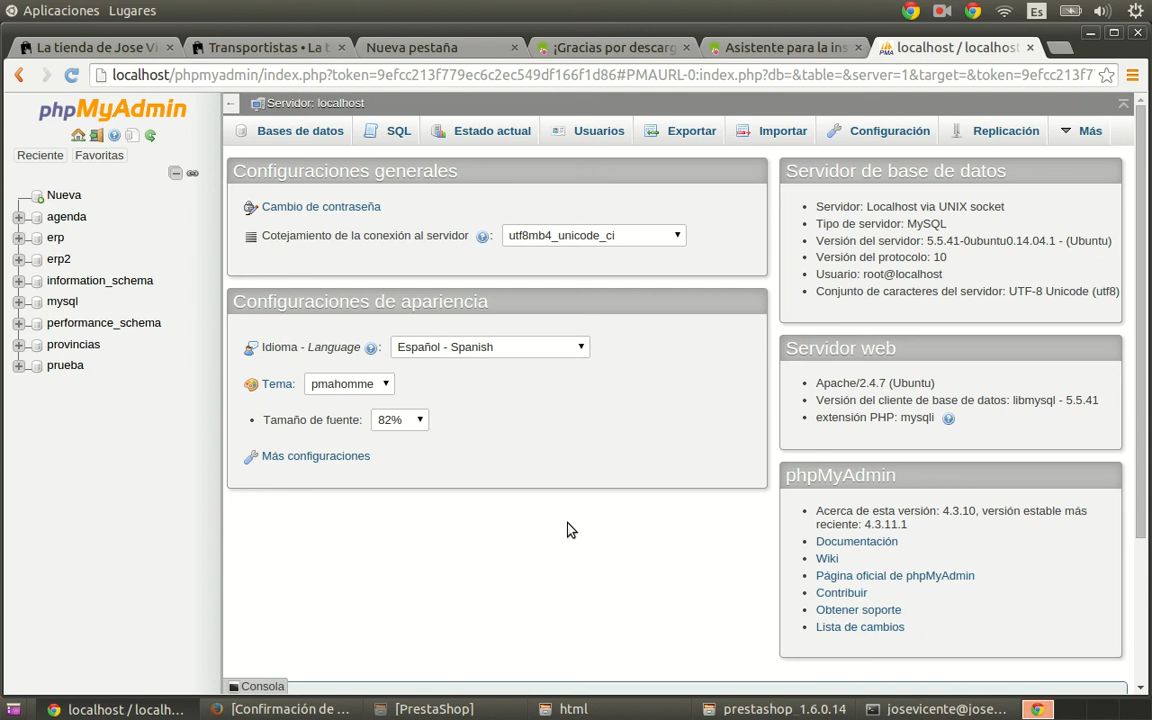 Aplicaciones Lugares
Es
La tienda de Jose Vi
Transportistas • La t
Nueva pestaña
¡Gracias por descarg
Asistente para la ins
localhost / localhos
localhost/phpmyadmin/index.php?token=9efcc213f779ec6c2ec549df166f1d86#PMAURL-0:index.php?db=&table=&server=1&target=&token=9efcc213f7
phpMyAdmin
Reciente Favoritas
Nueva
agenda
erp
erp2
information_schema
mysql
performance_schema
provincias
prueba
Servidor: localhost
Bases de datos SQL Estado actual Usuarios Exportar Importar Configuración Replicación Más
Configuraciones generales
Cambio de contraseña
Cotejamiento de la conexión al servidor : utf8mb4_unicode_ci
Configuraciones de apariencia
Idioma - Language : Español - Spanish
Tema: pmahomme
Tamaño de fuente: 82%
Más configuraciones
Servidor de base de datos
Servidor: Localhost via UNIX socket
Tipo de servidor: MySQL
Versión del servidor: 5.5.41-0ubuntu0.14.04.1 - (Ubuntu)
Versión del protocolo: 10
Usuario: root@localhost
Conjunto de caracteres del servidor: UTF-8 Unicode (utf8)
Servidor web
Apache/2.4.7 (Ubuntu)
Versión del cliente de base de datos: libmysql - 5.5.41
extensión PHP: mysqli
phpMyAdmin
Acerca de esta versión: 4.3.10, versión estable más
reciente: 4.3.11.1
Documentación
Wiki
Página oficial de phpMyAdmin
Contribuir
Obtener soporte
Lista de cambios
Consola
localhost / localh...
[Confirmación de ...
[PrestaShop]
html
prestashop_1.6.0.14
josevicente@jose...